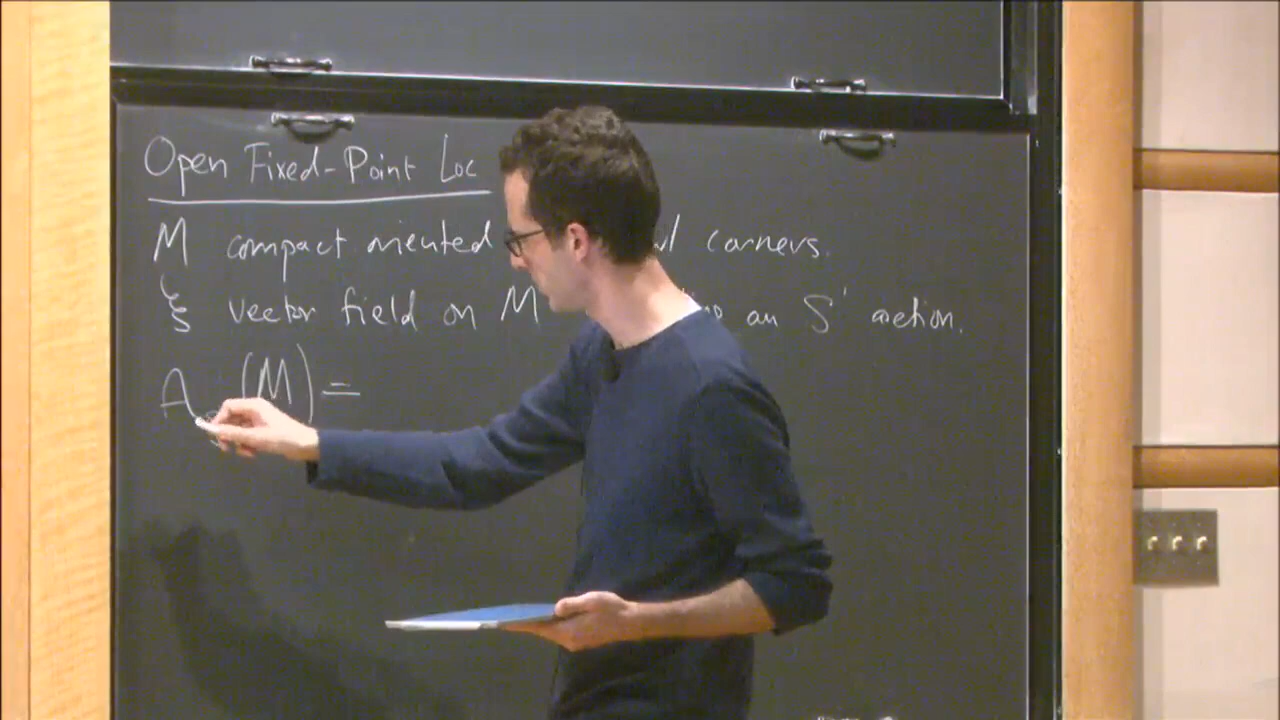 Open Fixed-Point Loc
M compact oriented corners.
ξ vector field on M an S¹ action.
A (M) =